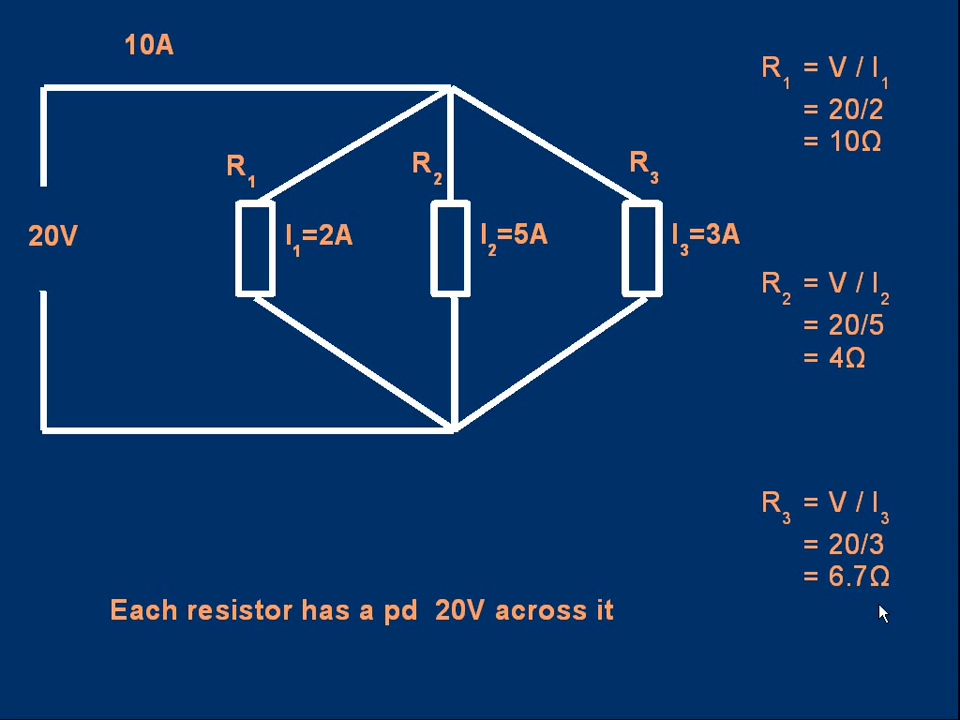 10A
20V
R1
I1=2A
R2
I2=5A
R3
I3=3A
R1 = V / I1
= 20/2
= 10Ω
R2 = V / I2
= 20/5
= 4Ω
R3 = V / I3
= 20/3
= 6.7Ω
Each resistor has a pd 20V across it